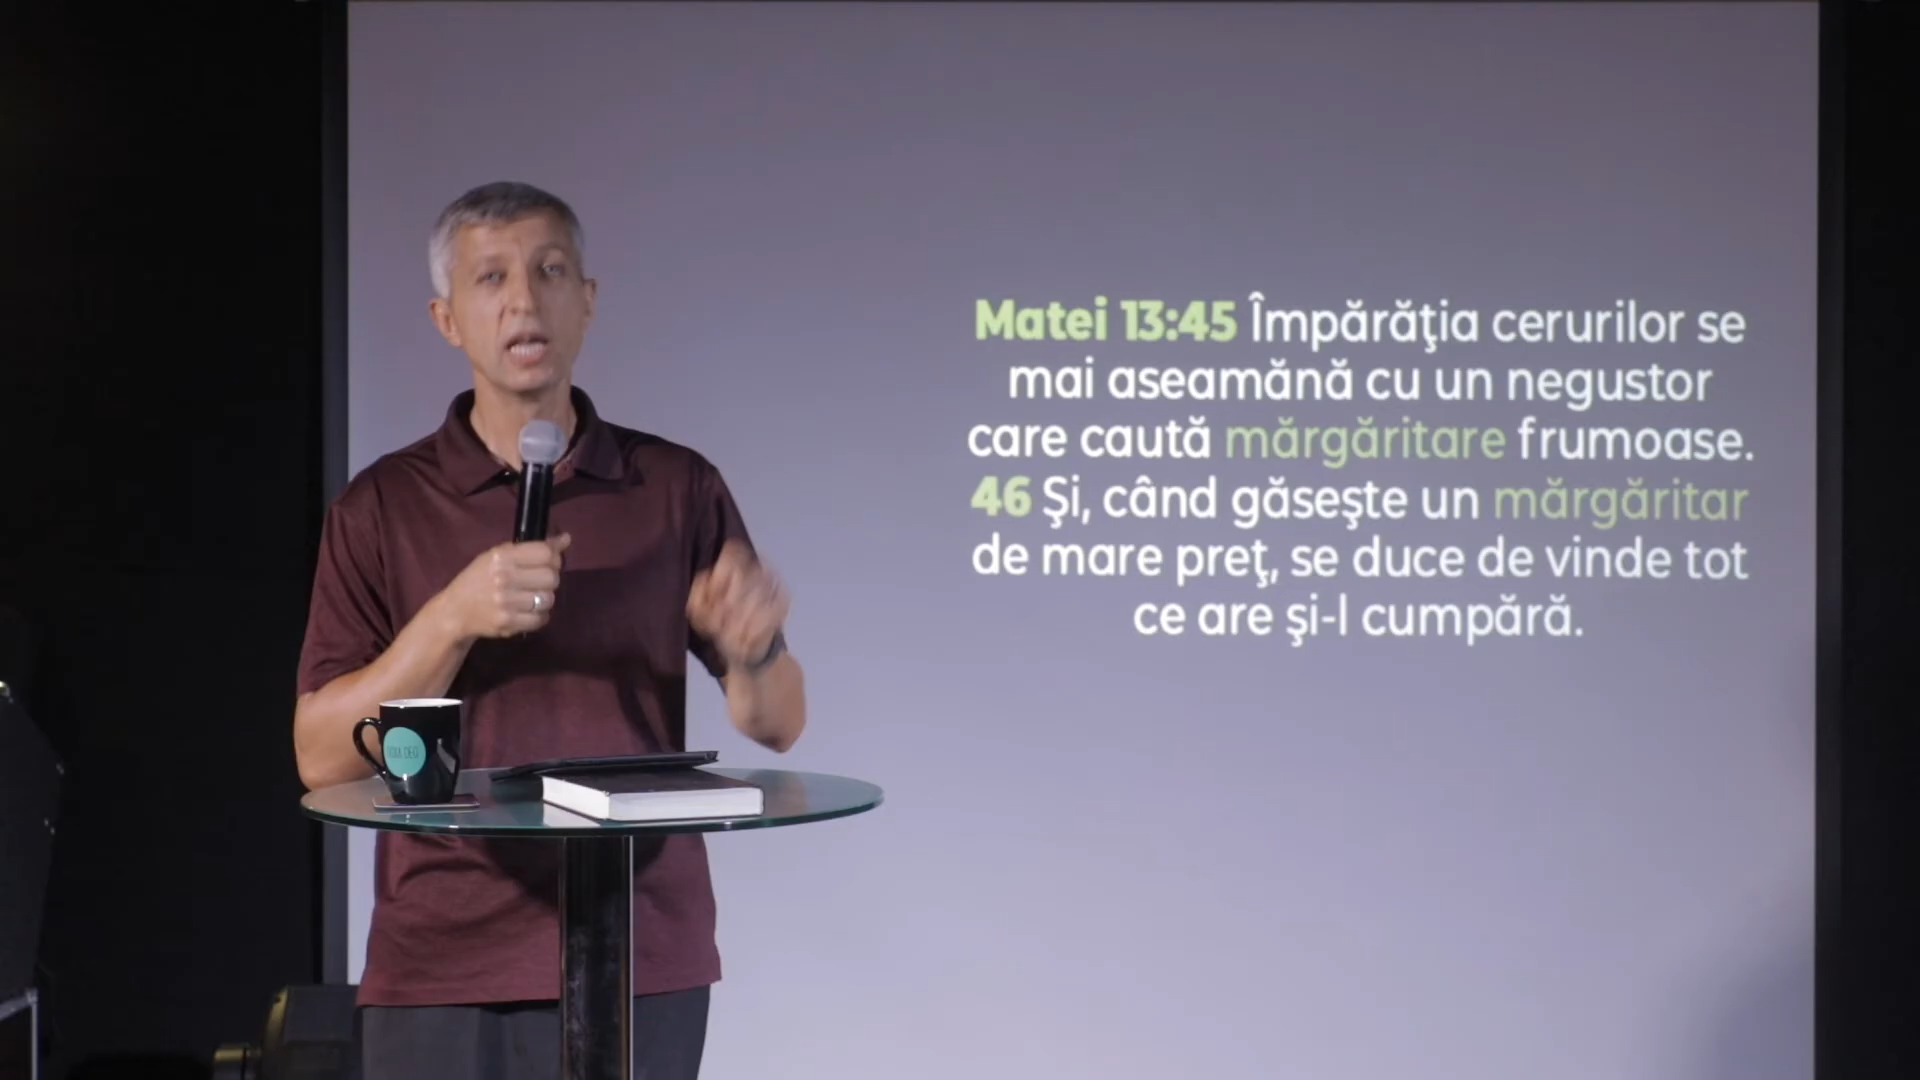 Matei 13:45 Împărăţia cerurilor se
mai aseamănă cu un negustor
care caută mărgăritare frumoase.
46 Şi, când găseşte un mărgăritar
de mare preţ, se duce de vinde tot
ce are şi-l cumpără.